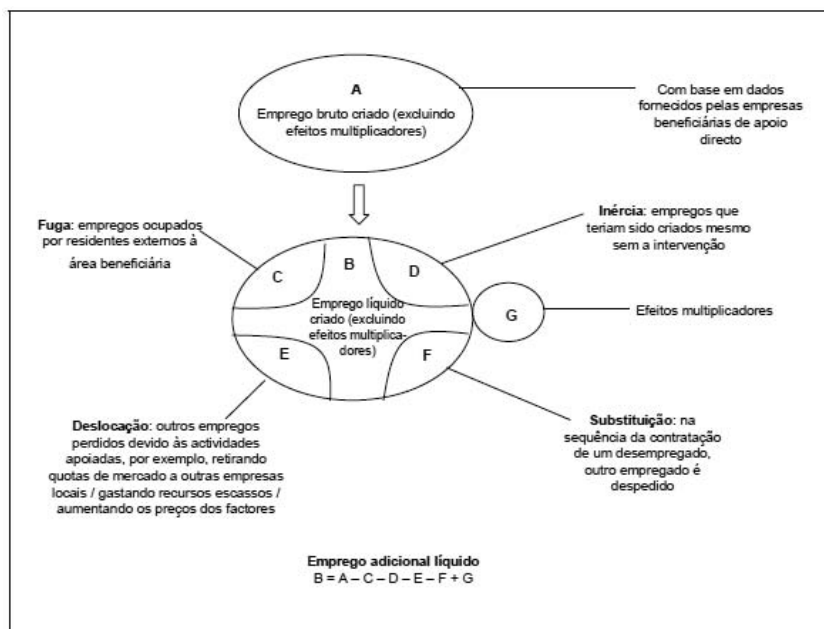 A
Emprego bruto criado (excluindo
efeitos multiplicadores)
Com base em dados
fornecidos pelas empresas
beneficiárias de apoio
directo
Fuga: empregos ocupados
por residentes externos à
área beneficiária
Inércia: empregos que
teriam sido criados mesmo
sem a intervenção
C
B
D
Emprego líquido
criado (excluindo
efeitos multiplica-
dores)
G
Efeitos multiplicadores
E
F
Deslocação: outros empregos
perdidos devido às actividades
apoiadas, por exemplo, retirando
quotas de mercado a outras empresas
locais / gastando recursos escassos /
aumentando os preços dos factores
Substituição: na
sequência da contratação
de um desempregado,
outro empregado é
despedido
Emprego adicional líquido
B = A – C – D – E – F + G